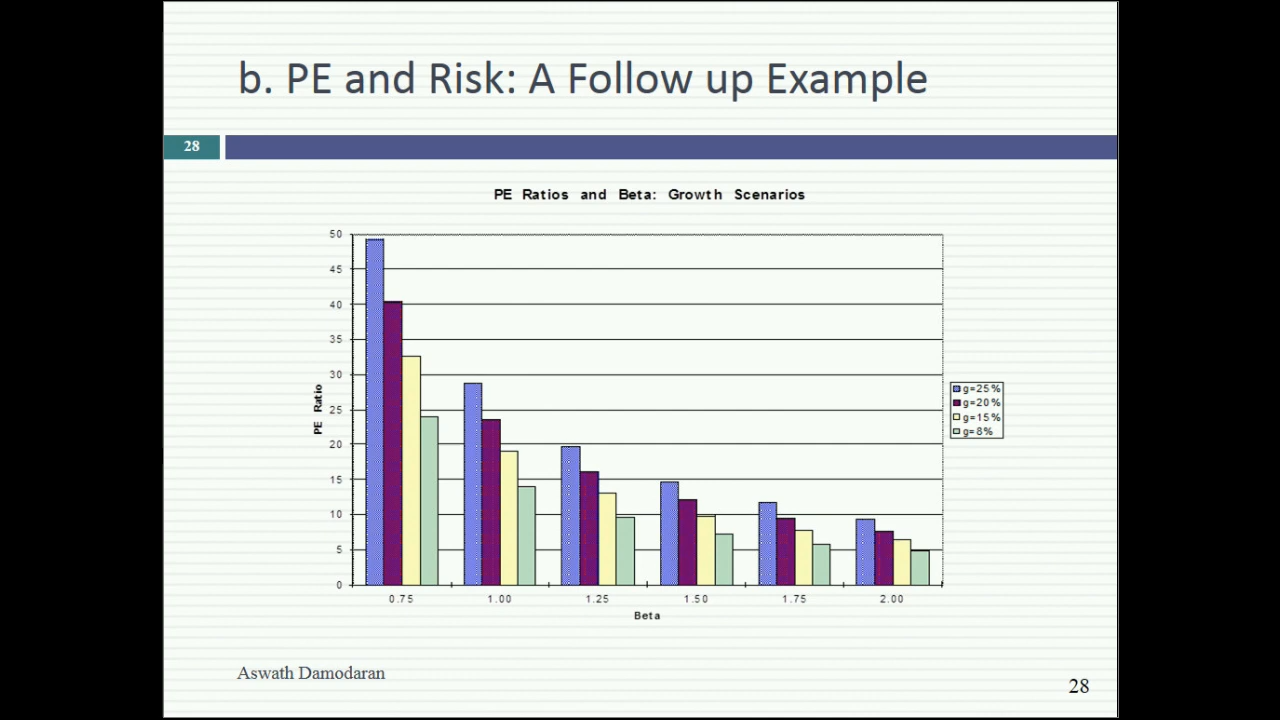 b. PE and Risk: A Follow up Example
28
PE Ratios and Beta: Growth Scenarios
50
45
40
35
30
25
20
15
10
5
0
PE Ratio
0.75 1.00 1.25 1.50 1.75 2.00
Beta
g=25%
g=20%
g=15%
g=8%
Aswath Damodaran
28